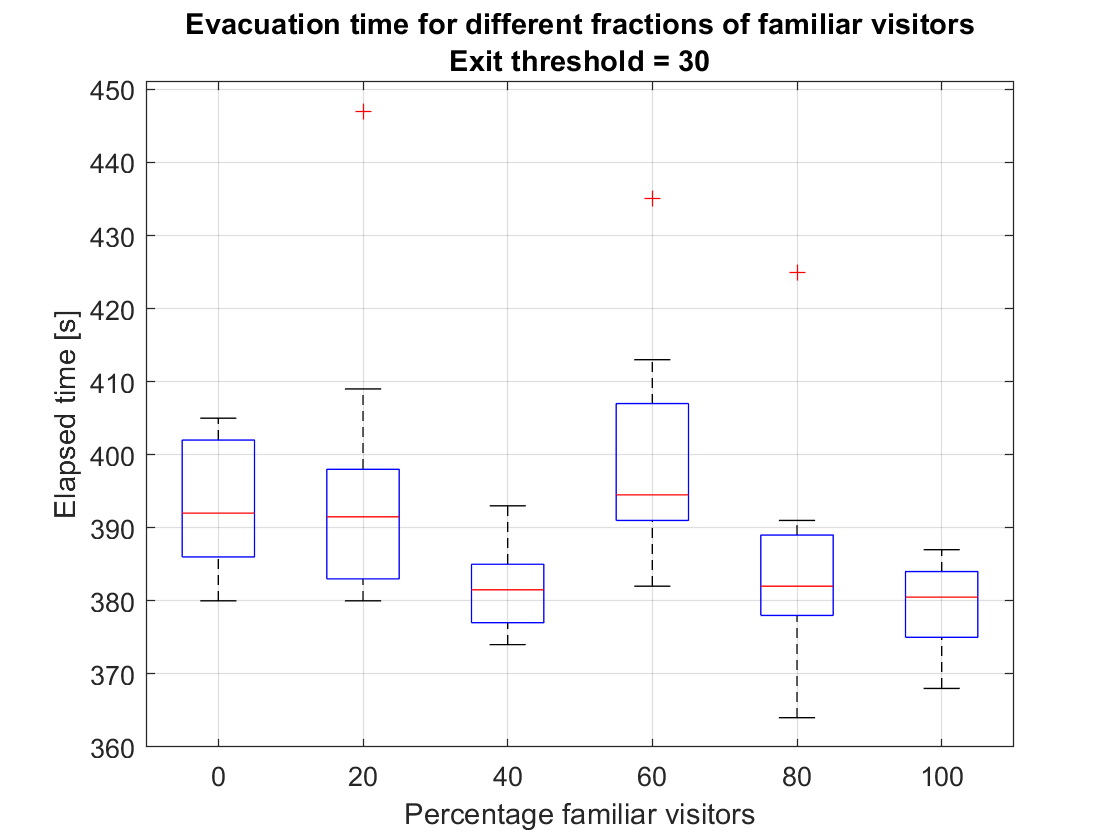 Evacuation time for different fractions of familiar visitors
Exit threshold = 30
450
440
430
420
410
400
390
380
370
360
Elapsed time [s]
0 20 40 60 80 100
Percentage familiar visitors